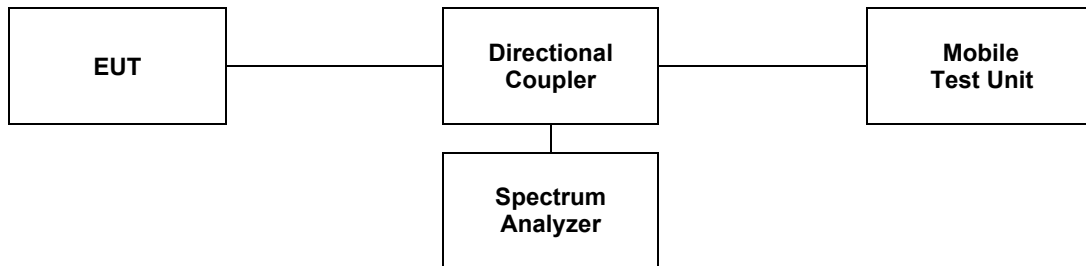 EUT
Directional
Coupler
Mobile
Test Unit
Spectrum
Analyzer